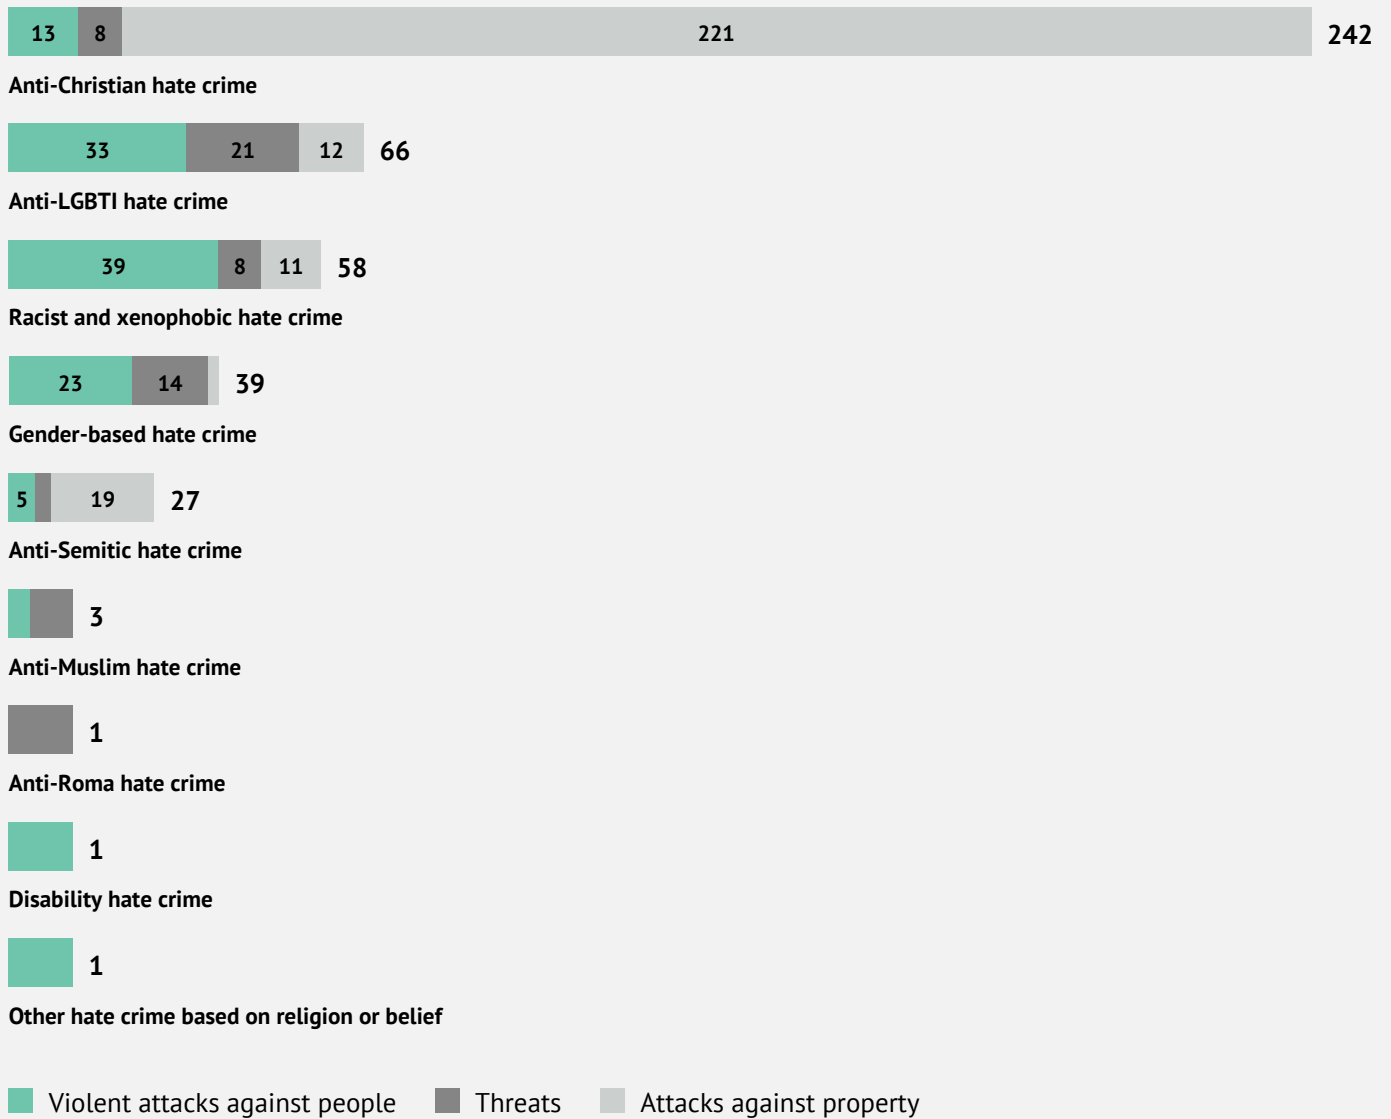 13 8 221 242
Anti-Christian hate crime
33 21 12 66
Anti-LGBTI hate crime
39 8 11 58
Racist and xenophobic hate crime
23 14 39
Gender-based hate crime
5 19 27
Anti-Semitic hate crime
3
Anti-Muslim hate crime
1
Anti-Roma hate crime
1
Disability hate crime
1
Other hate crime based on religion or belief
Violent attacks against people Threats Attacks against property